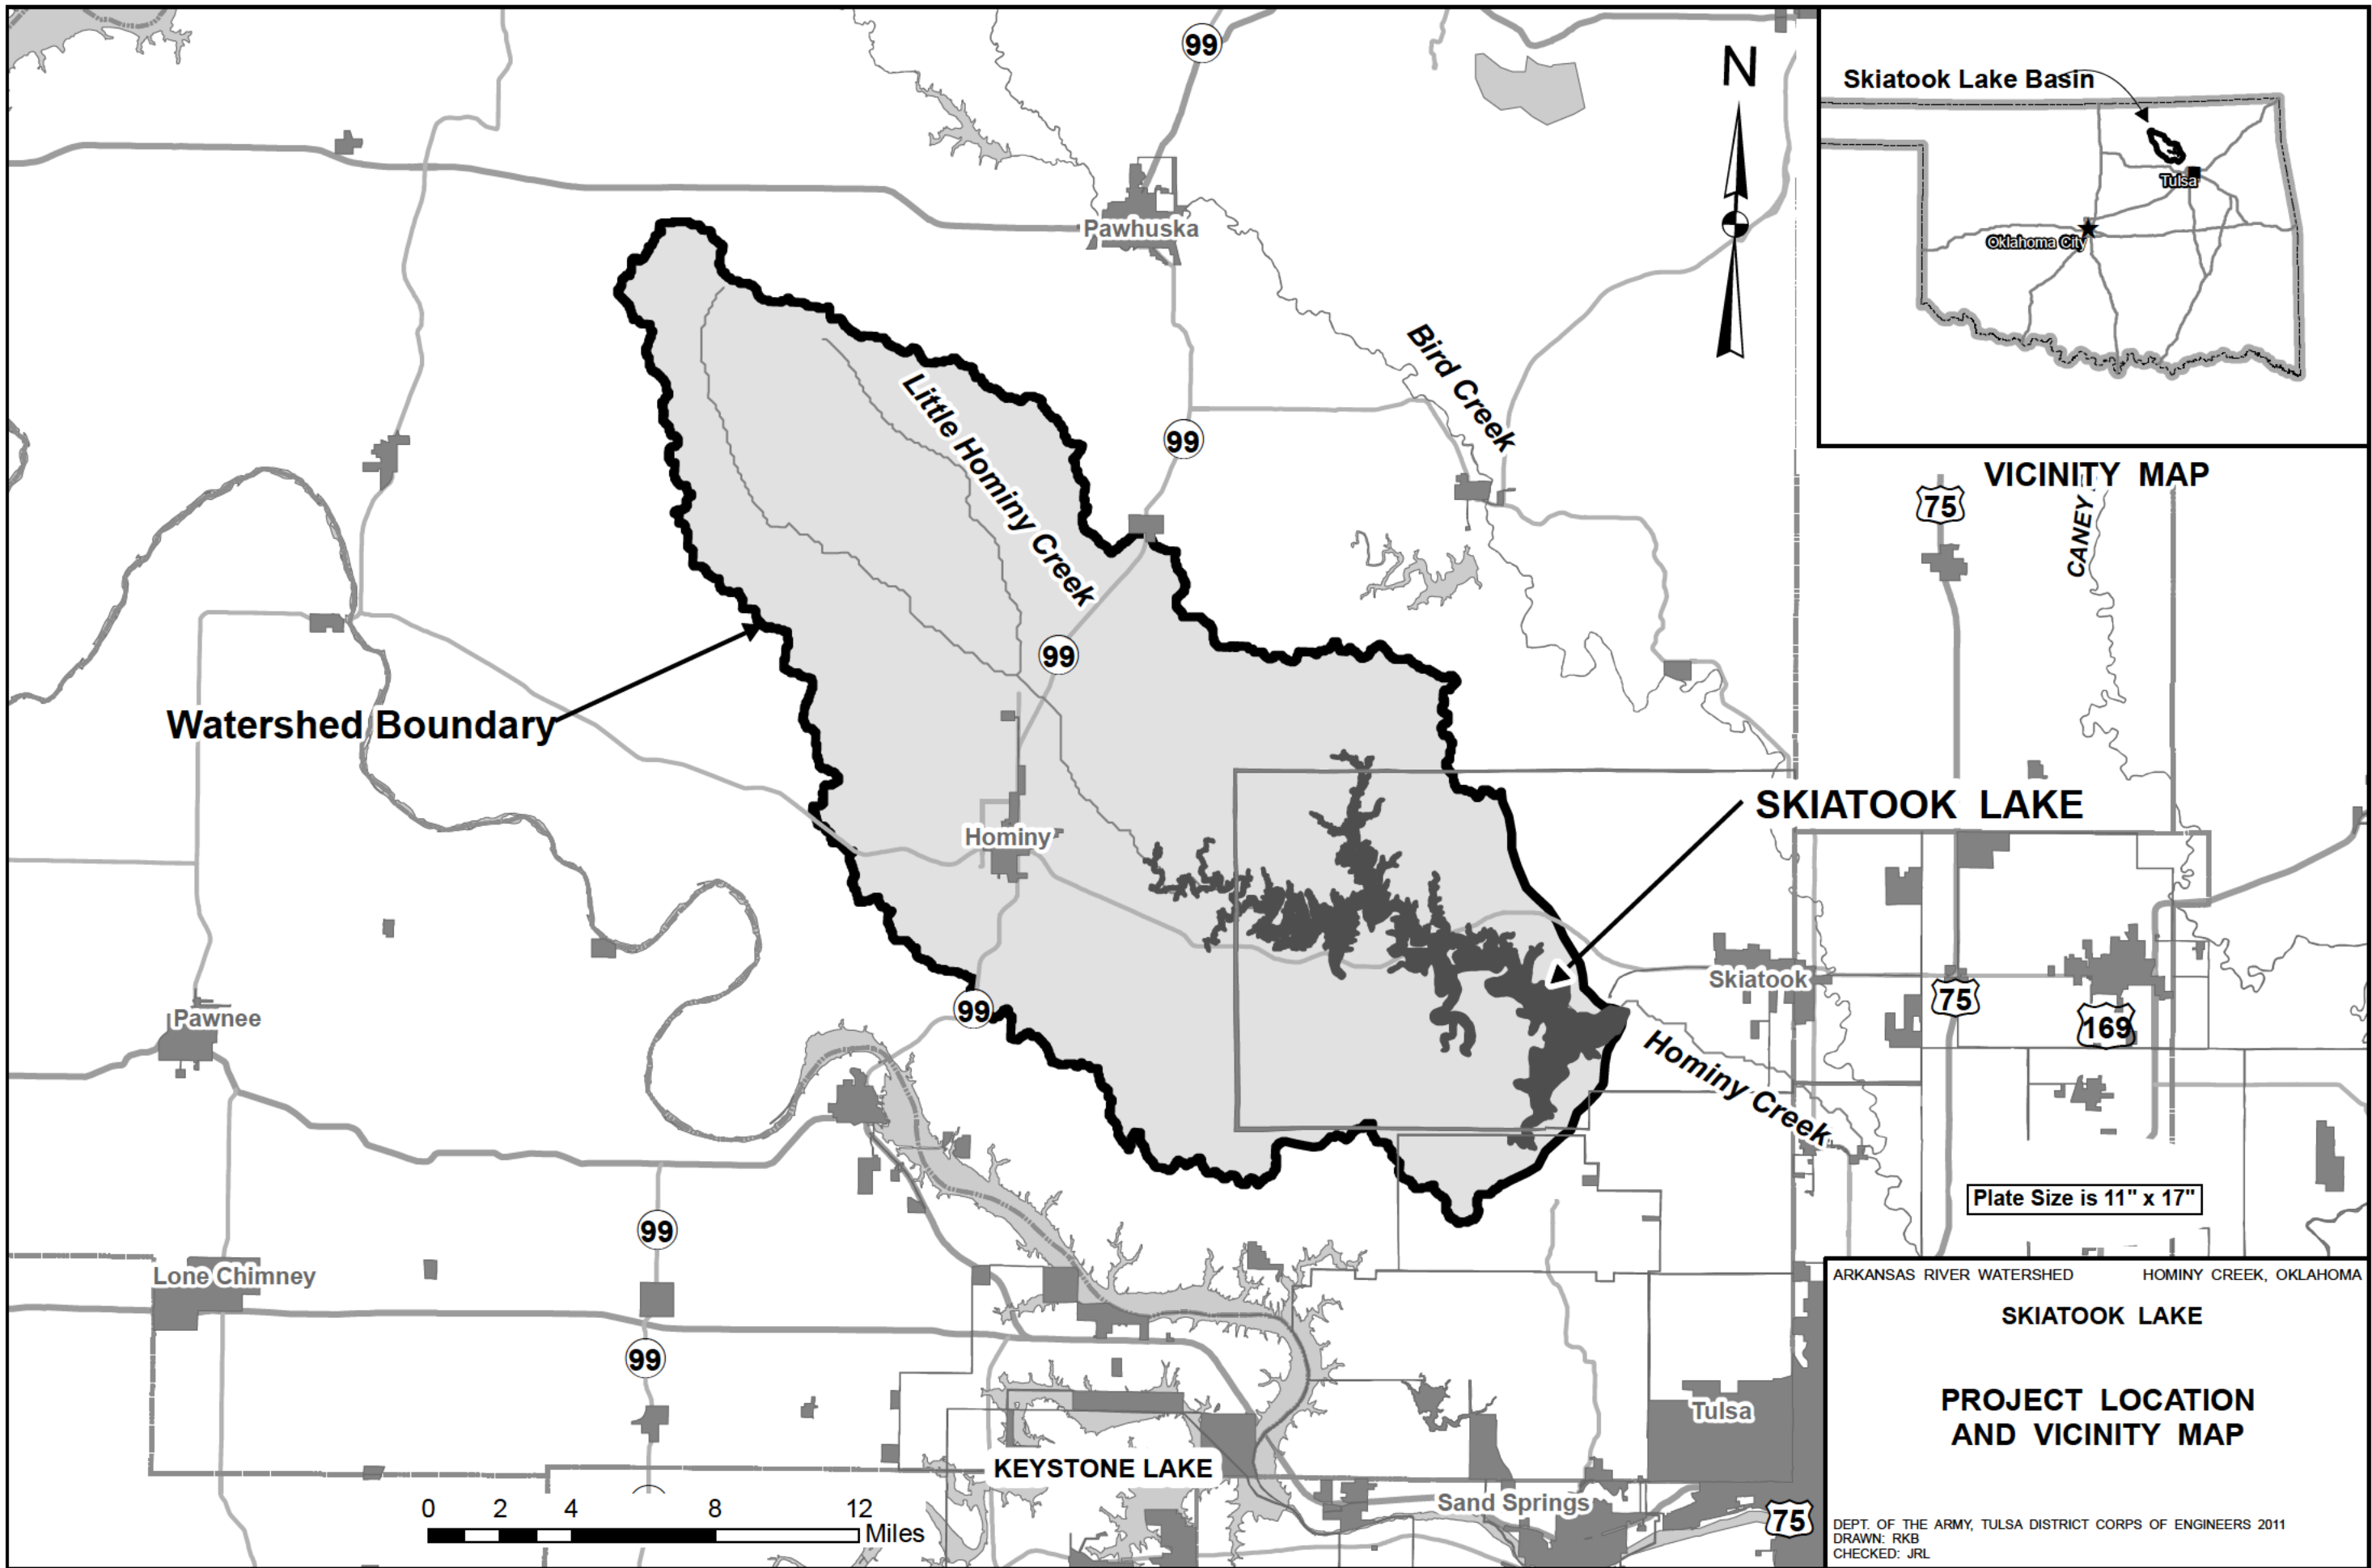 99
N
Skiatook Lake Basin
Tulsa
Oklahoma City
Pawhuska
Bird Creek
Little Hominy Creek
99
VICINITY MAP
75
CANEY
99
Watershed Boundary
SKIATOOK LAKE
Hominy
Skiatook
75
99
169
Pawnee
Hominy Creek
Plate Size is 11" x 17"
99
Lone Chimney
99
ARKANSAS RIVER WATERSHED HOMINY CREEK, OKLAHOMA
SKIATOOK LAKE
PROJECT LOCATION
AND VICINITY MAP
Tulsa
KEYSTONE LAKE
Sand Springs
75
0 2 4 8 12
Miles
DEPT. OF THE ARMY, TULSA DISTRICT CORPS OF ENGINEERS 2011
DRAWN: RKB
CHECKED: JRL